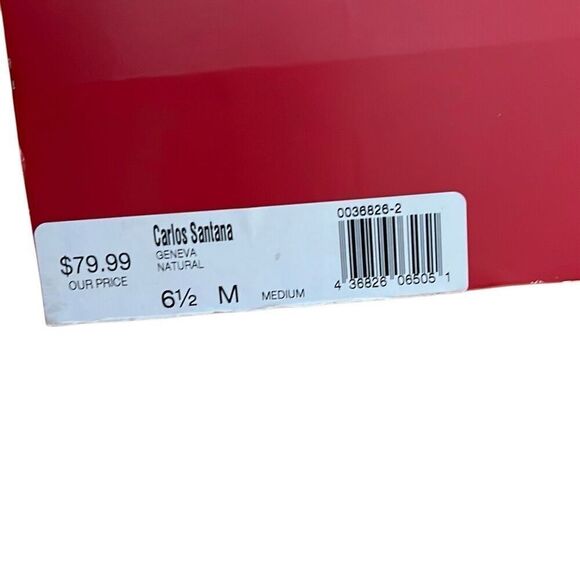 $79.99
OUR PRICE
Carlos Santana
GENEVA
NATURAL
6½ M MEDIUM
0036826-2
4 36826 06505 1